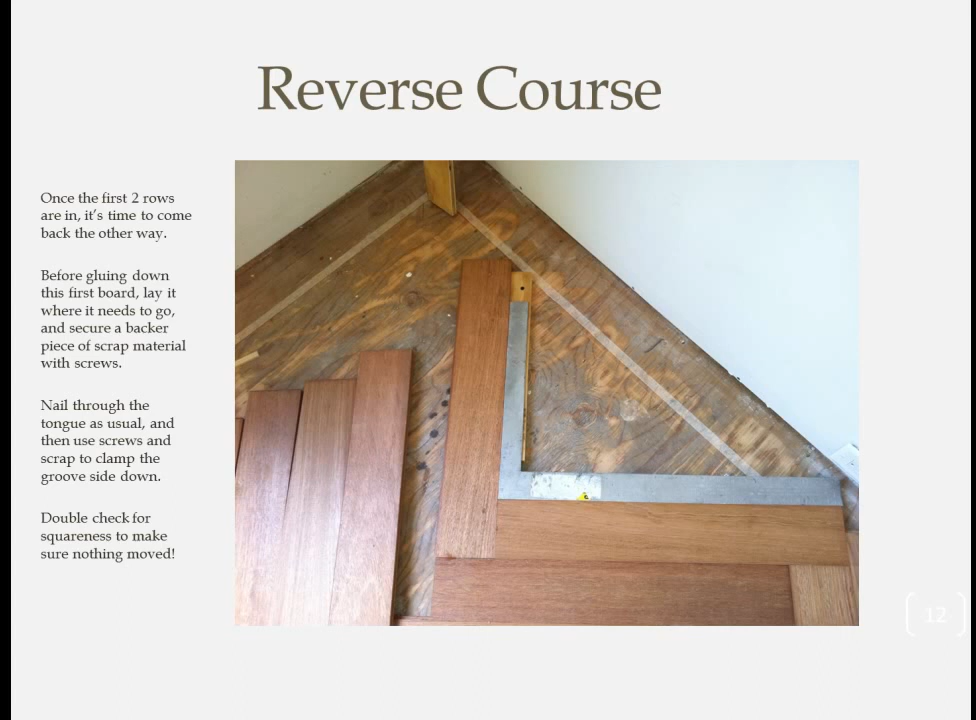 Reverse Course
Once the first 2 rows
are in, it's time to come
back the other way.
Before gluing down
this first board, lay it
where it needs to go,
and secure a backer
piece of scrap material
with screws.
Nail through the
tongue as usual, and
then use screws and
scrap to clamp the
groove side down.
Double check for
squareness to make
sure nothing moved!
12